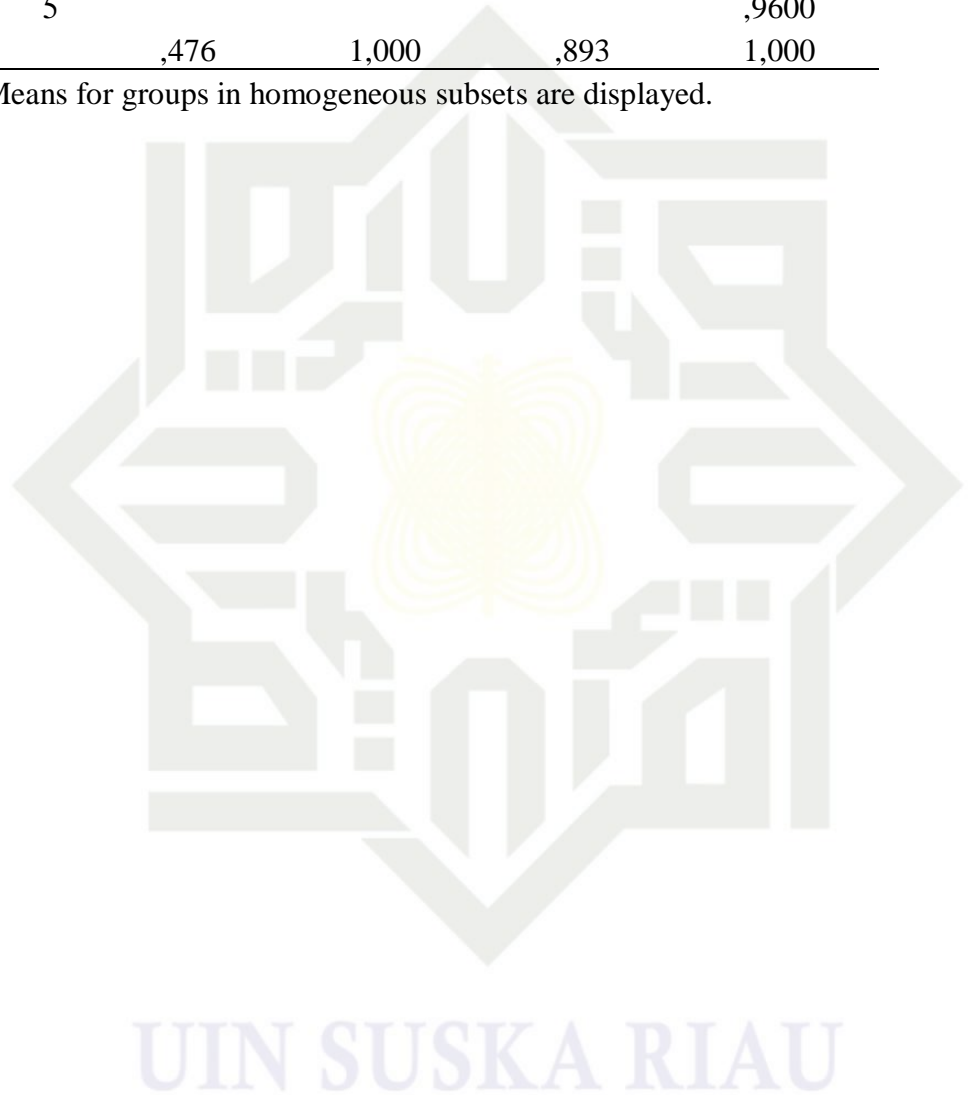 5 ,9600
,476 1,000 ,893 1,000
Means for groups in homogeneous subsets are displayed.
UIN SUSKA RIAU